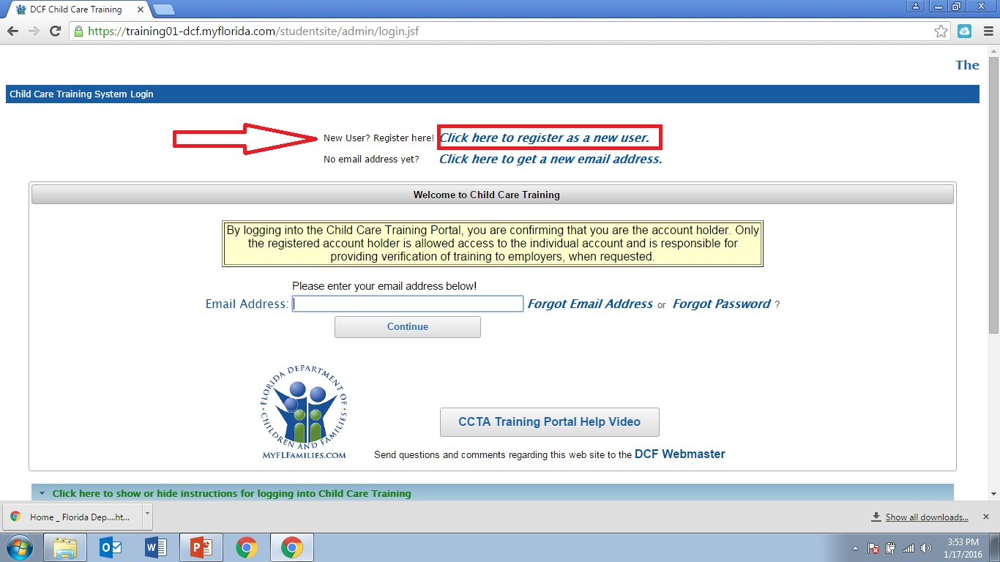 DCF Child Care Training
https://training01-dcf.myflorida.com/studentsite/admin/login.jsf
The
Child Care Training System Login
New User? Register here! Click here to register as a new user.
No email address yet? Click here to get a new email address.
Welcome to Child Care Training
By logging into the Child Care Training Portal, you are confirming that you are the account holder. Only
the registered account holder is allowed access to the individual account and is responsible for
providing verification of training to employers, when requested.
Please enter your email address below!
Email Address: Forgot Email Address or Forgot Password ?
Continue
FLORIDA DEPARTMENT OF CHILDREN AND FAMILIES
MYFLFAMILIES.COM
CCTA Training Portal Help Video
Send questions and comments regarding this web site to the DCF Webmaster
Click here to show or hide instructions for logging into Child Care Training
Home _ Florida Dep....ht...
Show all downloads...
3:53 PM
1/17/2016